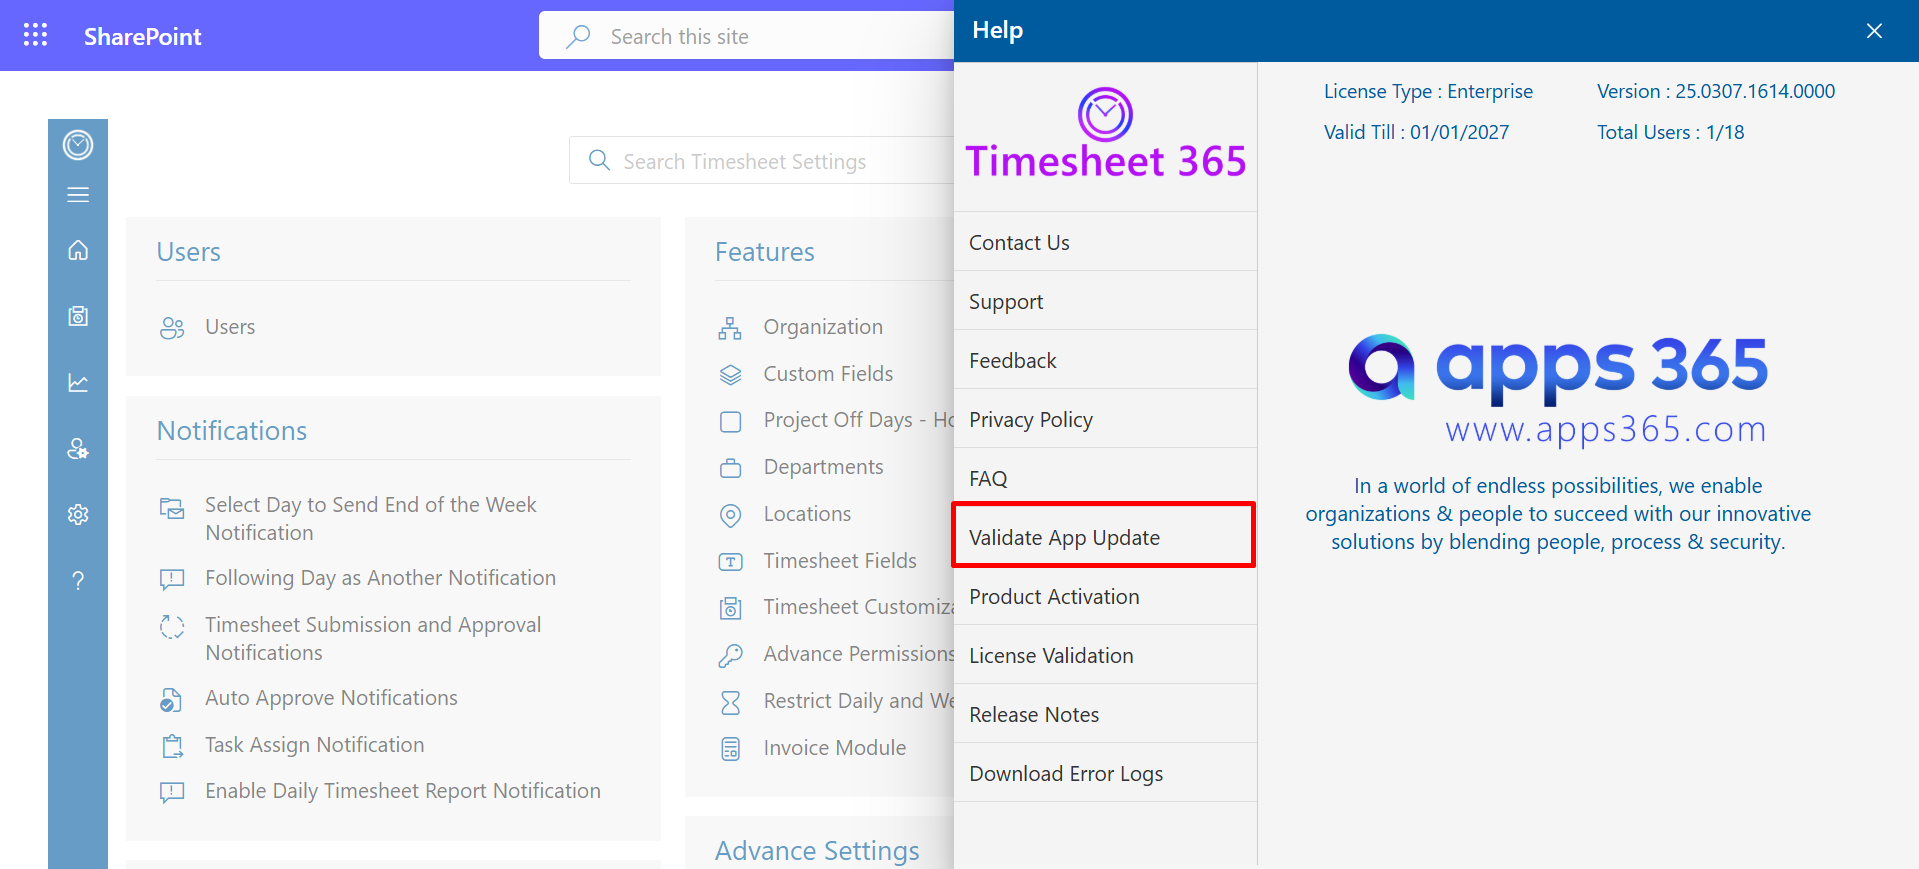 SharePoint
Search this site
Help
Search Timesheet Settings
Users
Users
Notifications
Select Day to Send End of the Week
Notification
Following Day as Another Notification
Timesheet Submission and Approval
Notifications
Auto Approve Notifications
Task Assign Notification
Enable Daily Timesheet Report Notification
Features
Organization
Custom Fields
Project Off Days - Ho
Departments
Locations
Timesheet Fields
Timesheet Customiza
Advance Permissions
Restrict Daily and We
Invoice Module
Advance Settings
Timesheet 365
Contact Us
Support
Feedback
Privacy Policy
FAQ
Validate App Update
Product Activation
License Validation
Release Notes
Download Error Logs
License Type : Enterprise
Version : 25.0307.1614.0000
Valid Till : 01/01/2027
Total Users : 1/18
apps 365
www.apps365.com
In a world of endless possibilities, we enable
organizations & people to succeed with our innovative
solutions by blending people, process & security.